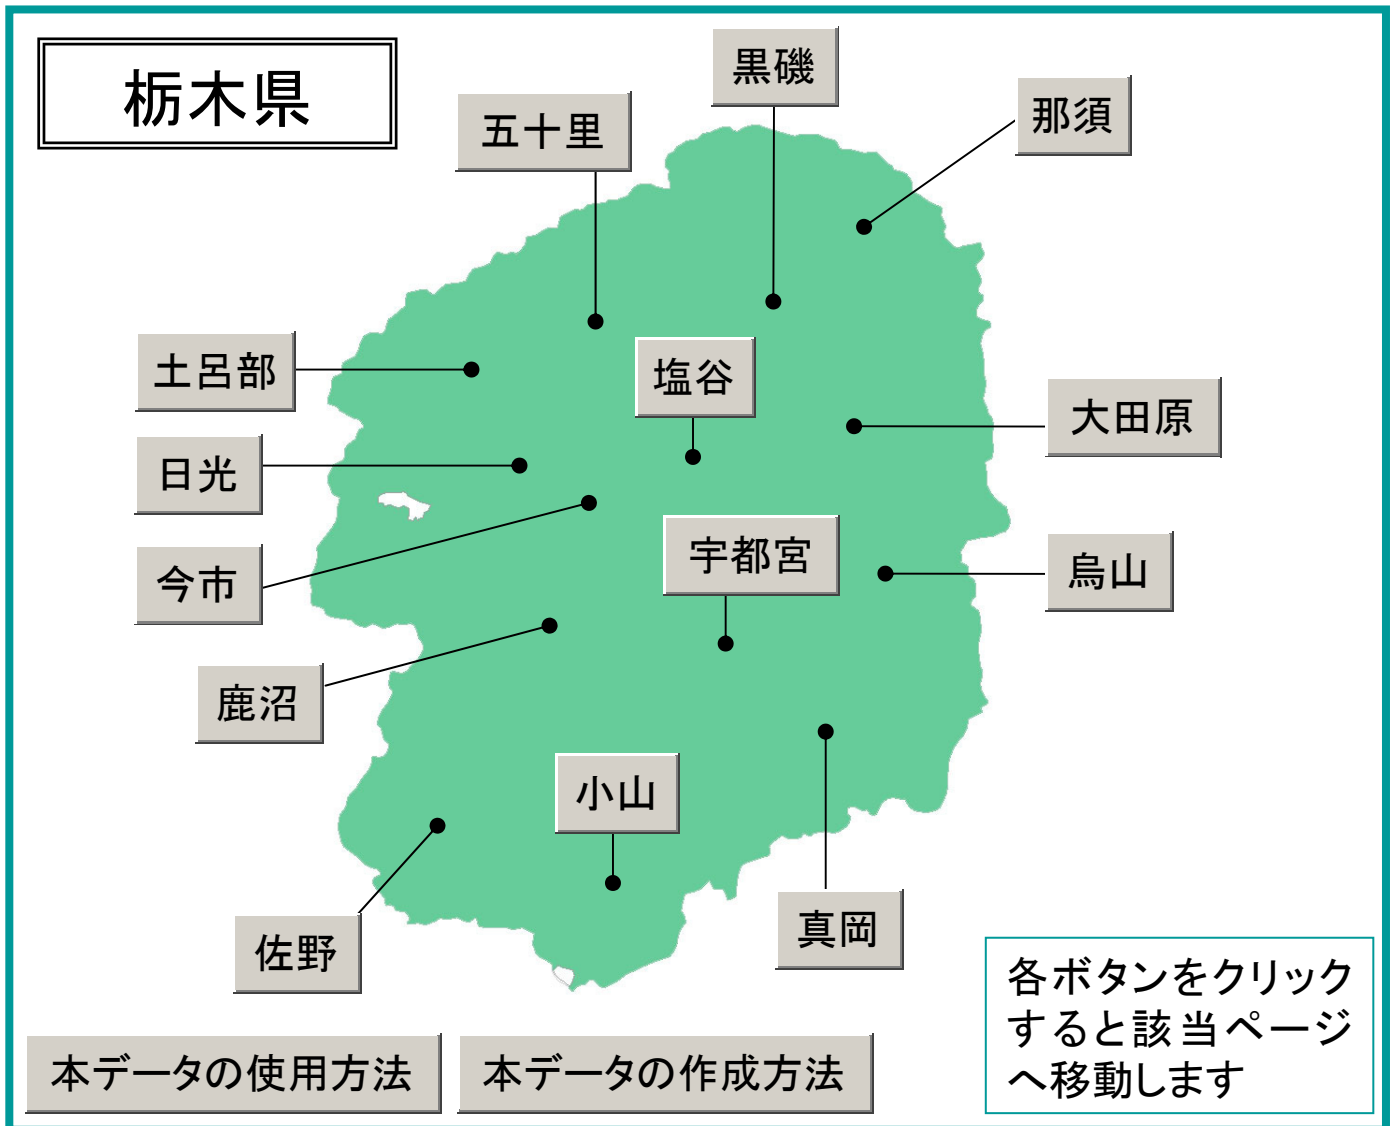 栃木県
黒磯
那須
五十里
土呂部
塩谷
大田原
日光
宇都宮
烏山
今市
鹿沼
小山
真岡
佐野
各ボタンをクリック
すると該当ページ
へ移動します
本データの使用方法
本データの作成方法